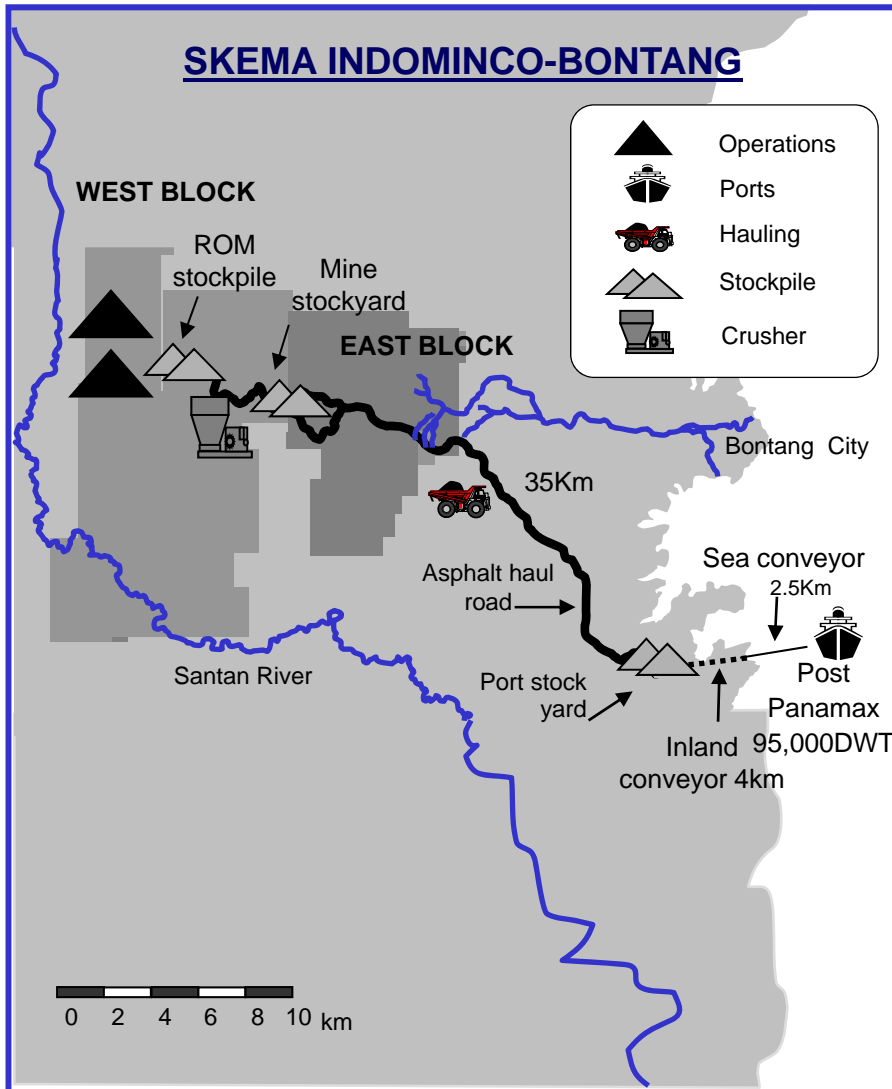 SKEMA INDOMINCO-BONTANG
Operations
Ports
Hauling
Stockpile
Crusher
WEST BLOCK
ROM
stockpile
Mine
stockyard
EAST BLOCK
Bontang  City
35Km
Sea conveyor
2.5Km
Asphalt haul
road
Santan River
Port stock
yard
Post
Panamax
95,000DWT
Inland
conveyor 4km
0 2 4 6 8 10 km